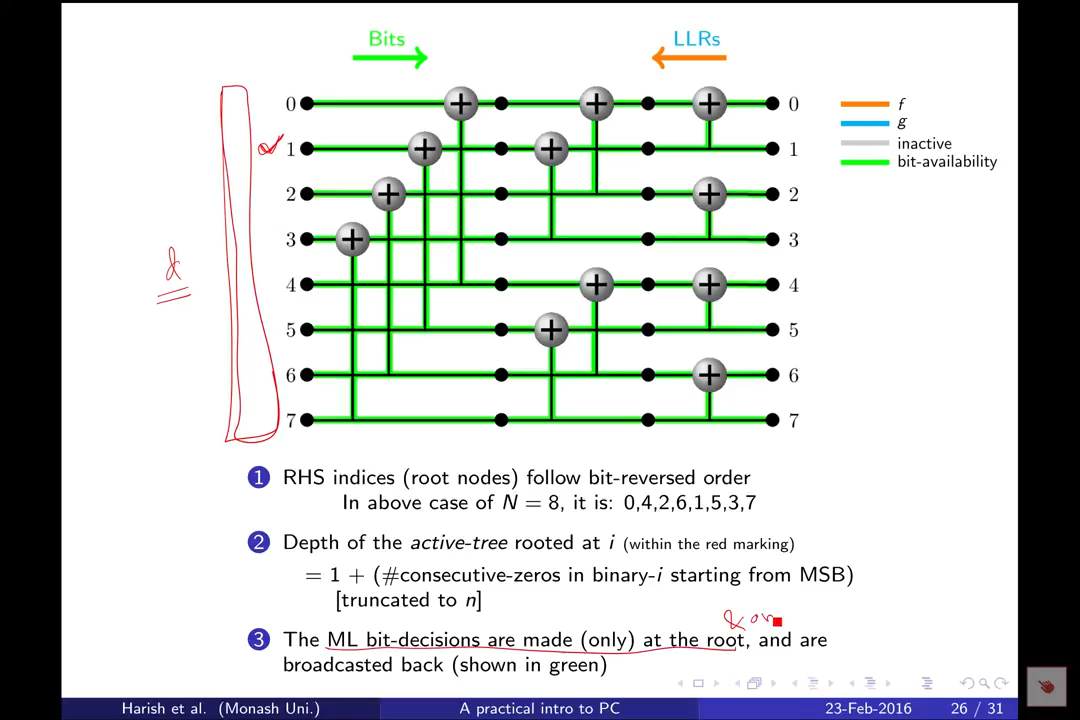 Bits
LLRs
0
0
f
1
1
g
inactive
2
2
bit-availability
3
3
d
4
4
5
5
6
6
7
7
1 RHS indices (root nodes) follow bit-reversed order
In above case of N = 8, it is: 0,4,2,6,1,5,3,7
2 Depth of the active-tree rooted at i (within the red marking)
= 1 + (#consecutive-zeros in binary-i starting from MSB)
[truncated to n]
3 The ML bit-decisions are made (only) at the root, and are
broadcasted back (shown in green)
Harish et al. (Monash Uni.) A practical intro to PC 23-Feb-2016 26 / 31